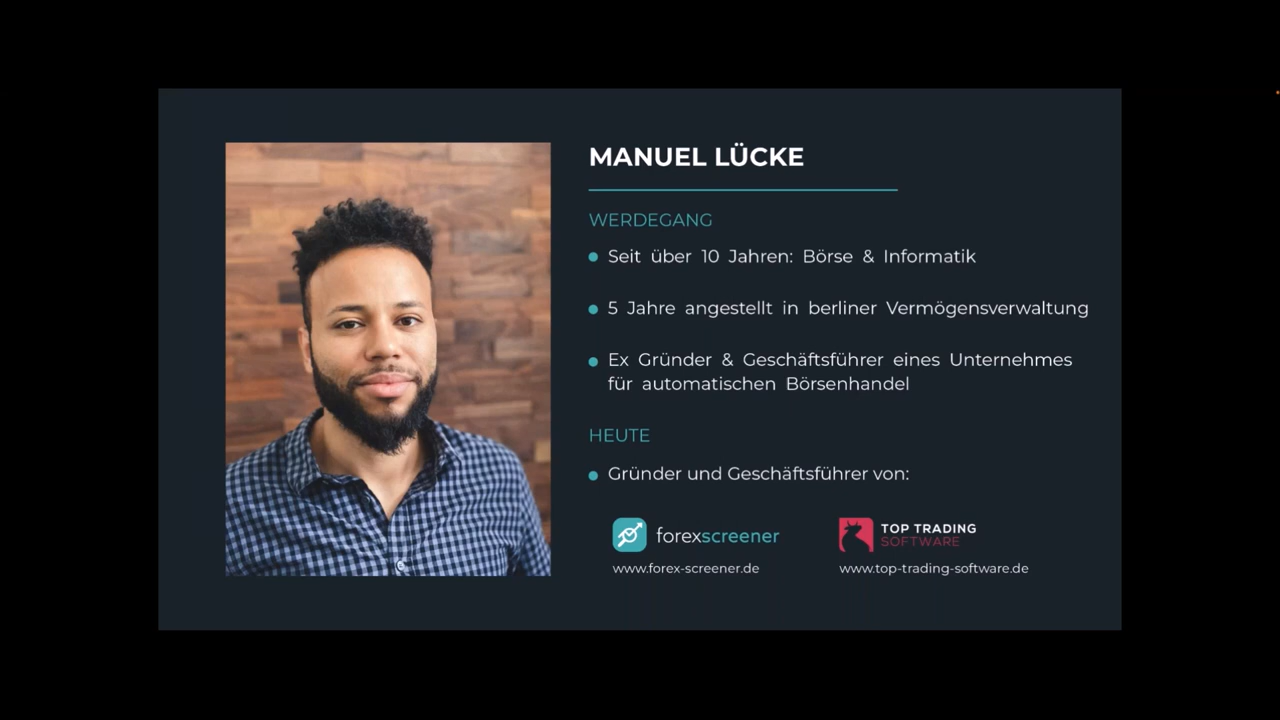 MANUEL LÜCKE
WERDEGANG
Seit über 10 Jahren: Börse & Informatik
5 Jahre angestellt in berliner Vermögensverwaltung
Ex Gründer & Geschäftsführer eines Unternehmes
für automatischen Börsenhandel
HEUTE
Gründer und Geschäftsführer von:
forexscreener
www.forex-screener.de
TOP TRADING
SOFTWARE
www.top-trading-software.de